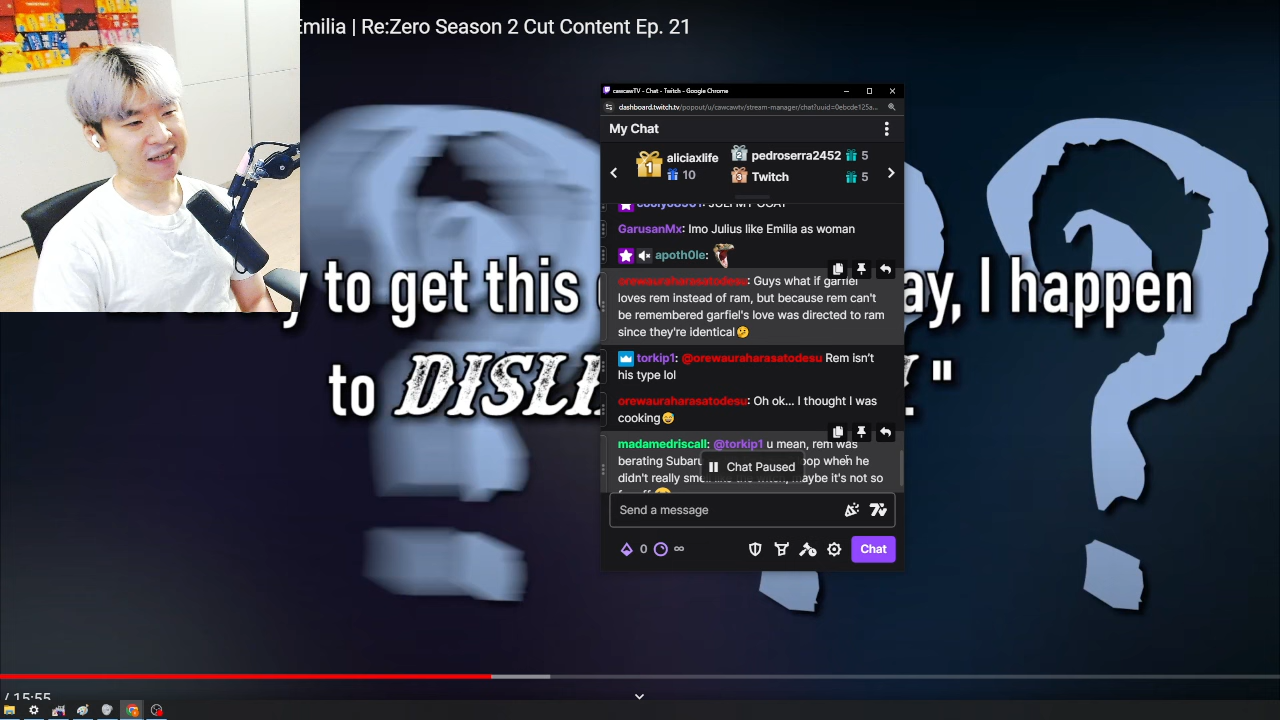 Emilia | Re:Zero Season 2 Cut Content Ep. 21
cawcawTV - Chat - Twitch - Google Chrome
dashboard.twitch.tv/popout/u/cawcawtv/stream-manager/chat?uuid=0ebcde125a...
My Chat
1 aliciaxlife
10
2 pedroserra2452 5
3 Twitch 5
GarusanMx: Imo Julius like Emilia as woman
apoth0le:
orewauraharasatodesu: Guys what if garfiel
loves rem instead of ram, but because rem can't
be remembered garfiel's love was directed to ram
since they're identical
torkip1: @orewauraharasatodesu Rem Isn't
his type lol
orewauraharasatodesu: Oh ok... I thought I was
cooking
madamedriscall: @torkip1 u mean, rem was
berating Subaru oop when he
didn't really maybe it's not so
Chat Paused
Send a message
0 ∞
Chat
y to get this ay, I happen
to DISLI ."
/ 15:55